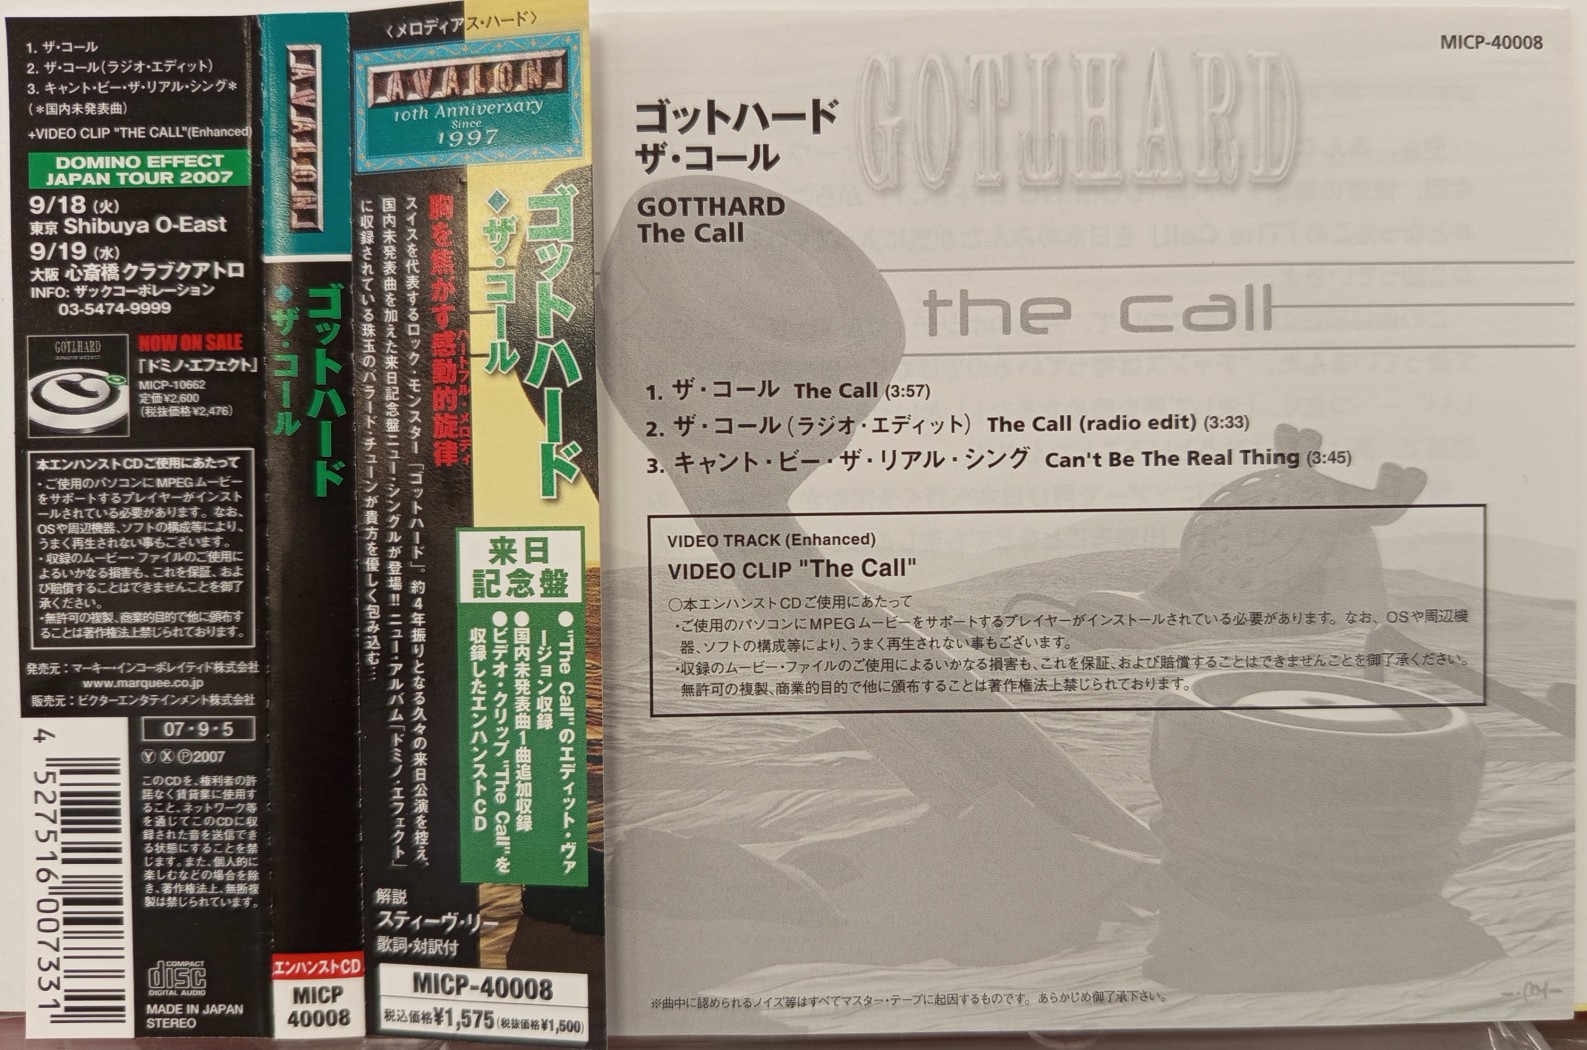 1. ザ・コール
2. ザ・コール(ラジオ・エディット)
3. キャント・ビー・ザ・リアル・シング*
(*国内未発表曲)
+VIDEO CLIP "THE CALL"(Enhanced)
DOMINO EFFECT
JAPAN TOUR 2007
9/18(火)
東京 Shibuya O-East
9/19(水)
大阪 心斎橋クラブクアトロ
INFO: ザックコーポレーション
03-5474-9999
GOTTHARD
NOW ON SALE
「ドミノ・エフェクト」
MICP-10662
定価¥2,600
(税抜価格¥2,476)
本エンハンストCDご使用にあたって
・ご使用のパソコンにMPEGムービー
をサポートするプレイヤーがインスト
ールされている必要があります。なお、
OSや周辺機器、ソフトの構成等により、
うまく再生されない事もございます。
・収録のムービー・ファイルのご使用に
よるいかなる損害も、これを保証、およ
び賠償することはできませんことを御了
承ください。
・無許可の複製、商業的目的で他に頒布す
ることは著作権法上禁じられております。
発売元:マーキー・インコーポレイティド株式会社
www.marquee.co.jp
販売元:ビクターエンタテインメント株式会社
07・9・5
Ⓨ Ⓧ Ⓟ2007
このCDを、権利者の許
諾なく賃貸業に使用す
ること、ネットワーク等
を通じてこのCDに収
録された音を送信でき
る状態にすることを禁
じます。また、個人的に
楽しむなどの場合を除
き、著作権法上、無断複
製は禁じられています。
4 527516 007331
COMPACT
disc
DIGITAL AUDIO
MADE IN JAPAN
STEREO
AVALON
ゴットハード
◆ザ・コール
エンハンストCD
MICP
40008
〈メロディアス・ハード〉
AVALON
10th Anniversary
Since
1997
ゴットハード
◆ザ・コール
胸を焦がす感動的旋律
ハートフル・メロディ
スイスを代表するロック・モンスター「ゴットハード」。約4年振りとなる久々の来日公演を控え、
国内未発表曲を加えた来日記念盤ニュー・シングルが登場!!ニュー・アルバム「ドミノ・エフェクト」
に収録されている珠玉のバラード・チューンが貴方を優しく包み込む…
来日
記念盤
●"The Call"のエディット・ヴァ
ージョン収録
●国内未発表曲1曲追加収録
●ビデオ・クリップ"The Call"を
収録したエンハンストCD
解説
スティーヴ・リー
歌詞・対訳付
MICP-40008
税込価格¥1,575(税抜価格¥1,500)
MICP-40008
GOTTHARD
ゴットハード
ザ・コール
GOTTHARD
The Call
the call
1. ザ・コール The Call (3:57)
2. ザ・コール(ラジオ・エディット) The Call (radio edit) (3:33)
3. キャント・ビー・ザ・リアル・シング Can't Be The Real Thing (3:45)
VIDEO TRACK (Enhanced)
VIDEO CLIP "The Call"
○本エンハンストCDご使用にあたって
・ご使用のパソコンにMPEGムービーをサポートするプレイヤーがインストールされている必要があります。なお、OSや周辺機
器、ソフトの構成等により、うまく再生されない事もございます。
・収録のムービー・ファイルのご使用によるいかなる損害も、これを保証、および賠償することはできませんことを御了承ください。
無許可の複製、商業的目的で他に頒布することは著作権法上禁じられております。
※曲中に認められるノイズ等はすべてマスター・テープに起因するものです。あらかじめ御了承下さい。